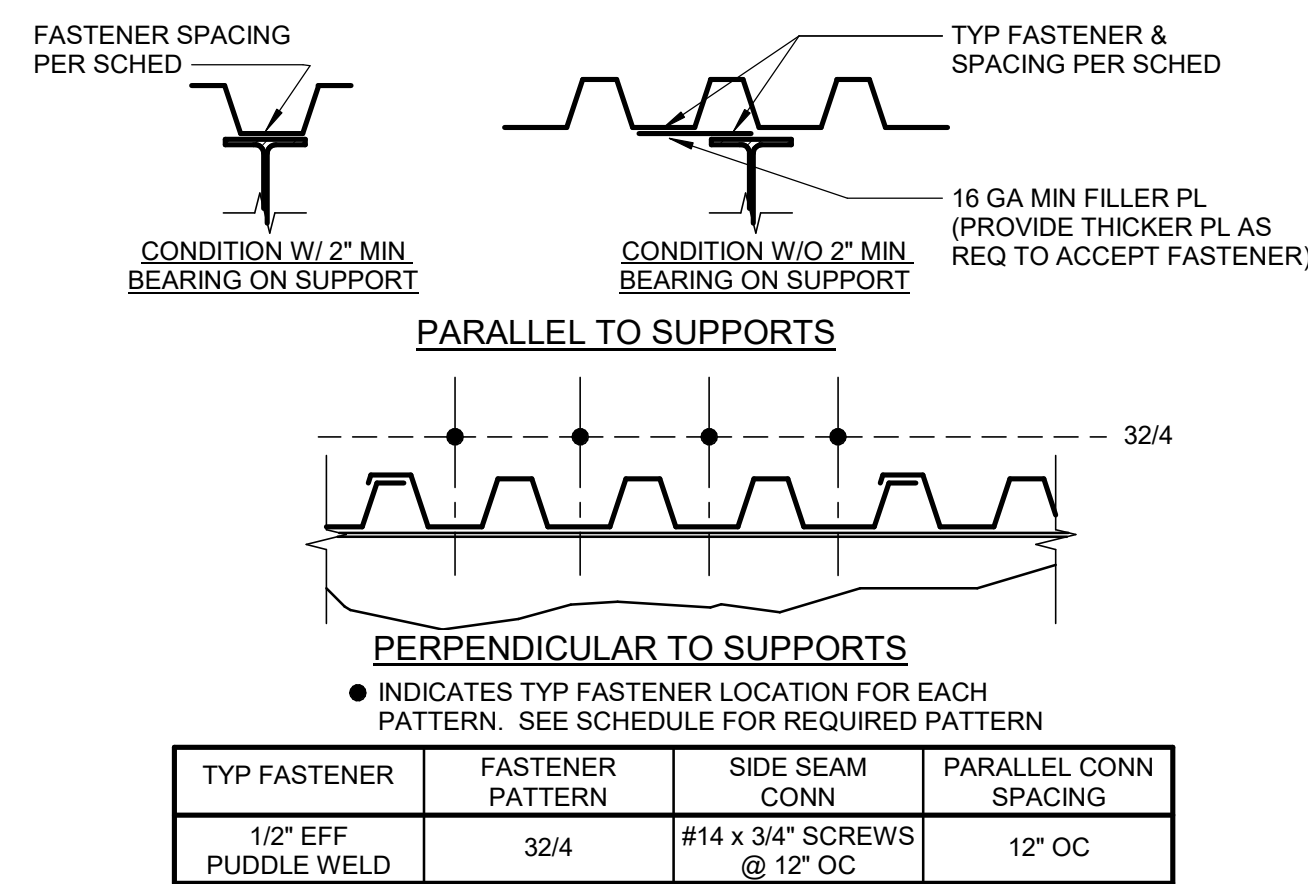 FASTENER SPACING
PER SCHED
TYP FASTENER &
SPACING PER SCHED
16 GA MIN FILLER PL
(PROVIDE THICKER PL AS
REQ TO ACCEPT FASTENER)
CONDITION W/ 2" MIN
BEARING ON SUPPORT
CONDITION W/O 2" MIN
BEARING ON SUPPORT
PARALLEL TO SUPPORTS
32/4
PERPENDICULAR TO SUPPORTS
INDICATES TYP FASTENER LOCATION FOR EACH
PATTERN. SEE SCHEDULE FOR REQUIRED PATTERN
TYP FASTENER
FASTENER
PATTERN
SIDE SEAM
CONN
PARALLEL CONN
SPACING
1/2" EFF
PUDDLE WELD
32/4
#14 x 3/4" SCREWS
@ 12" OC
12" OC